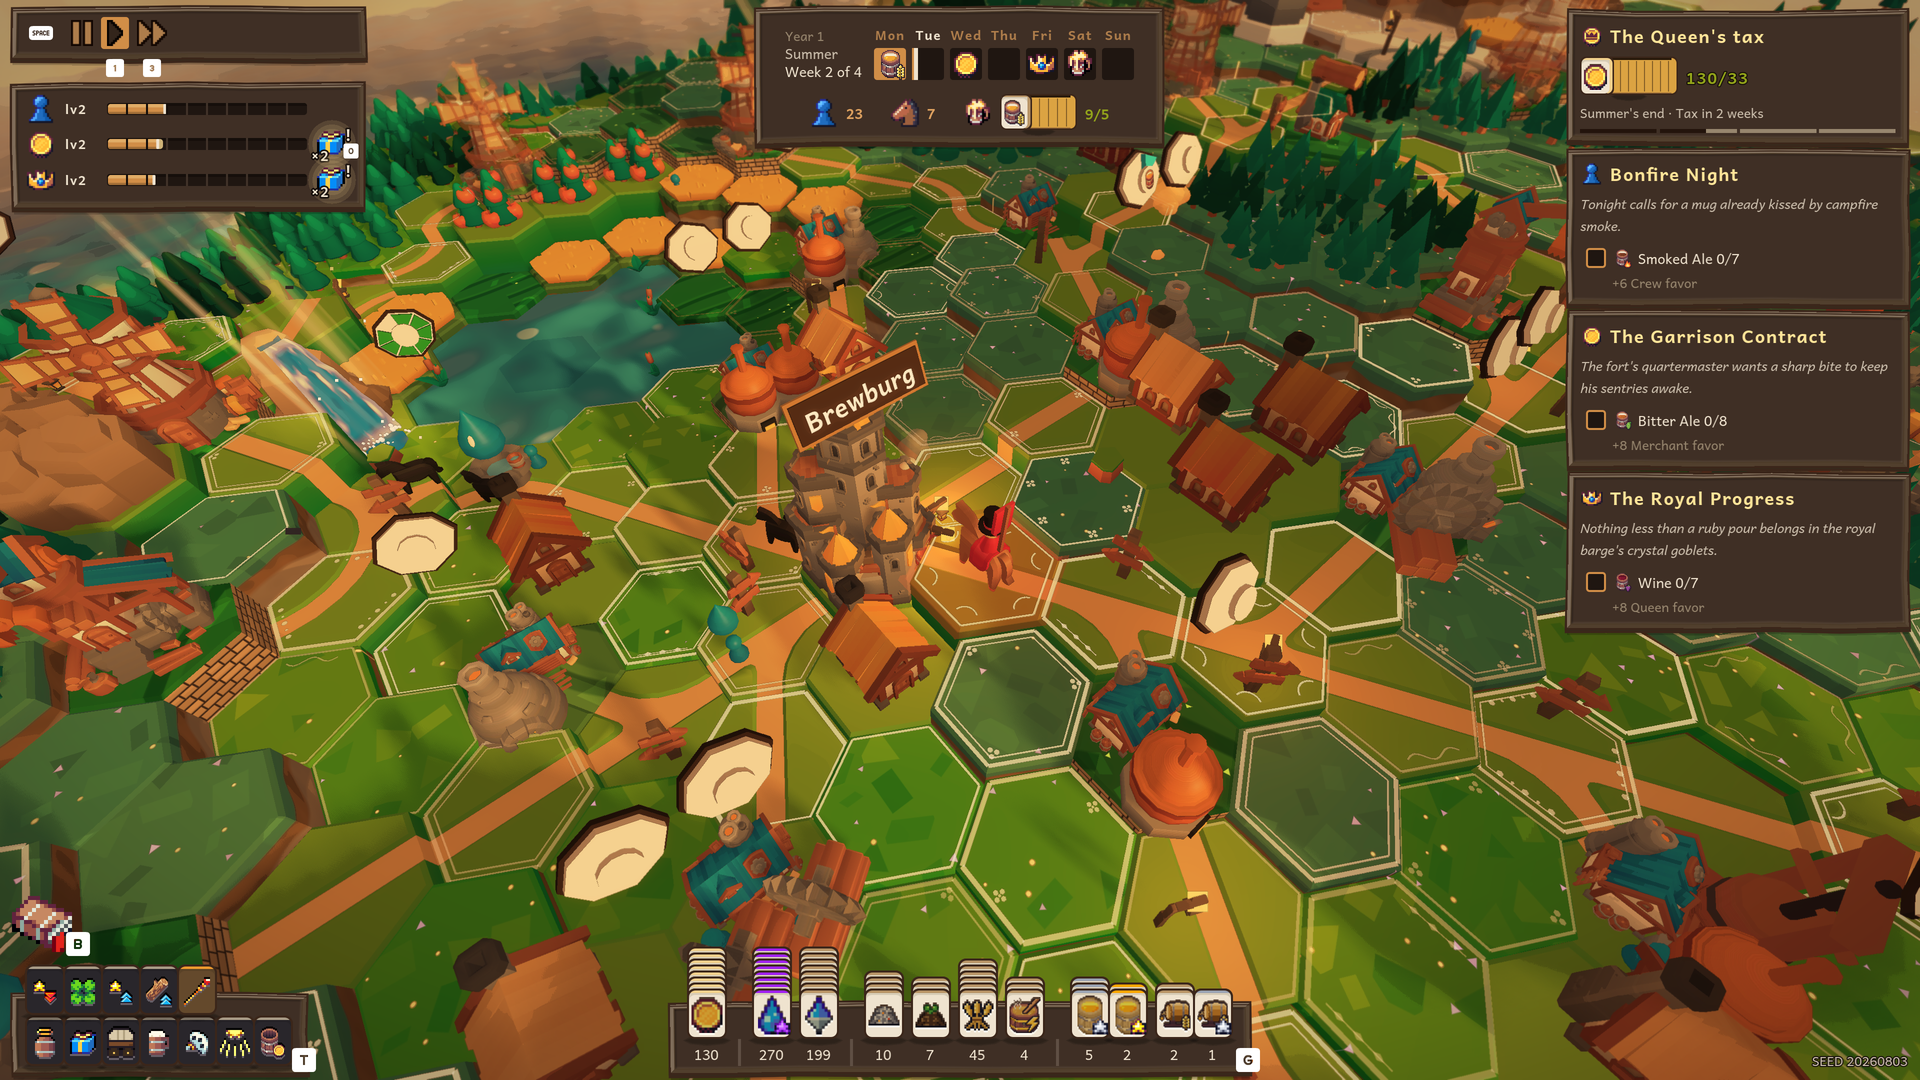 SPACE
1
3
lv2
lv2
×2
!
0
lv2
×2
!
Year 1
Summer
Week 2 of 4
Mon Tue Wed Thu Fri Sat Sun
23
7
9/5
The Queen's tax
130/33
Summer's end · Tax in 2 weeks
Bonfire Night
Tonight calls for a mug already kissed by campfire
smoke.
Smoked Ale 0/7
+6 Crew favor
The Garrison Contract
The fort's quartermaster wants a sharp bite to keep
his sentries awake.
Bitter Ale 0/8
+8 Merchant favor
The Royal Progress
Nothing less than a ruby pour belongs in the royal
barge's crystal goblets.
Wine 0/7
+8 Queen favor
Brewburg
B
T
130 270 199 10 7 45 4 5 2 2 1
G
SEED 20260803